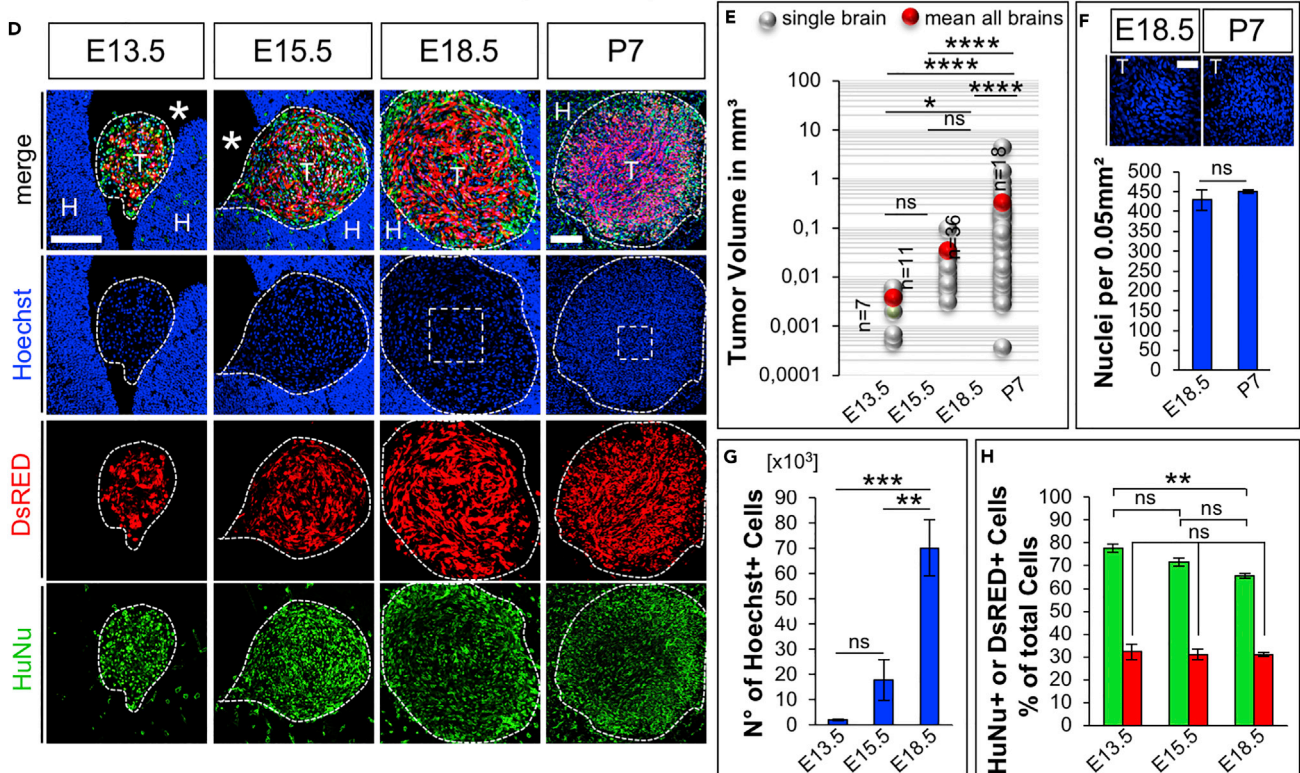 D
E13.5
E15.5
E18.5
P7
merge
*
T
H
H
*
T
H
T
H
H
T
Hoechst
DsRED
HuNu
E
single brain
mean all brains
****
****
****
*
ns
ns
Tumor Volume in mm³
100
10
1
0,1
0,01
0,001
0,0001
n=7
n=11
n=36
n=18
E13.5
E15.5
E18.5
P7
F
E18.5
P7
T
T
Nuclei per 0.05mm²
ns
450
500
400
350
300
250
200
150
100
50
0
E18.5
P7
G
[x10³]
N° of Hoechst+ Cells
***
**
ns
90
80
70
60
50
40
30
20
10
0
E13.5
E15.5
E18.5
H
HuNu+ or DsRED+ Cells
% of total Cells
**
ns
ns
ns
100
90
80
70
60
50
40
30
20
10
0
E13.5
E15.5
E18.5